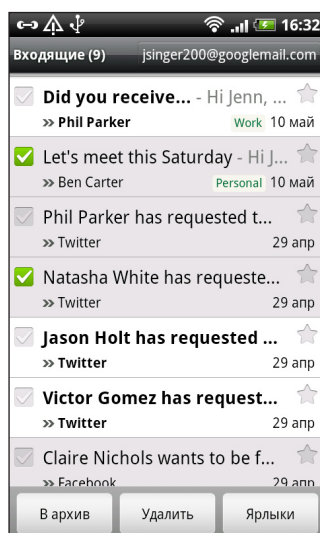 16:32
Входящие (9) jsinger200@googlemail.com
Did you receive... - Hi Jenn, ...
» Phil Parker Work 10 май
Let's meet this Saturday - Hi J...
» Ben Carter Personal 10 май
Phil Parker has requested t...
» Twitter 29 апр
Natasha White has requeste...
» Twitter 29 апр
Jason Holt has requested ...
» Twitter 29 апр
Victor Gomez has request...
» Twitter 29 апр
Claire Nichols wants to be f...
» Facebook 29 апр
В архив Удалить Ярлыки